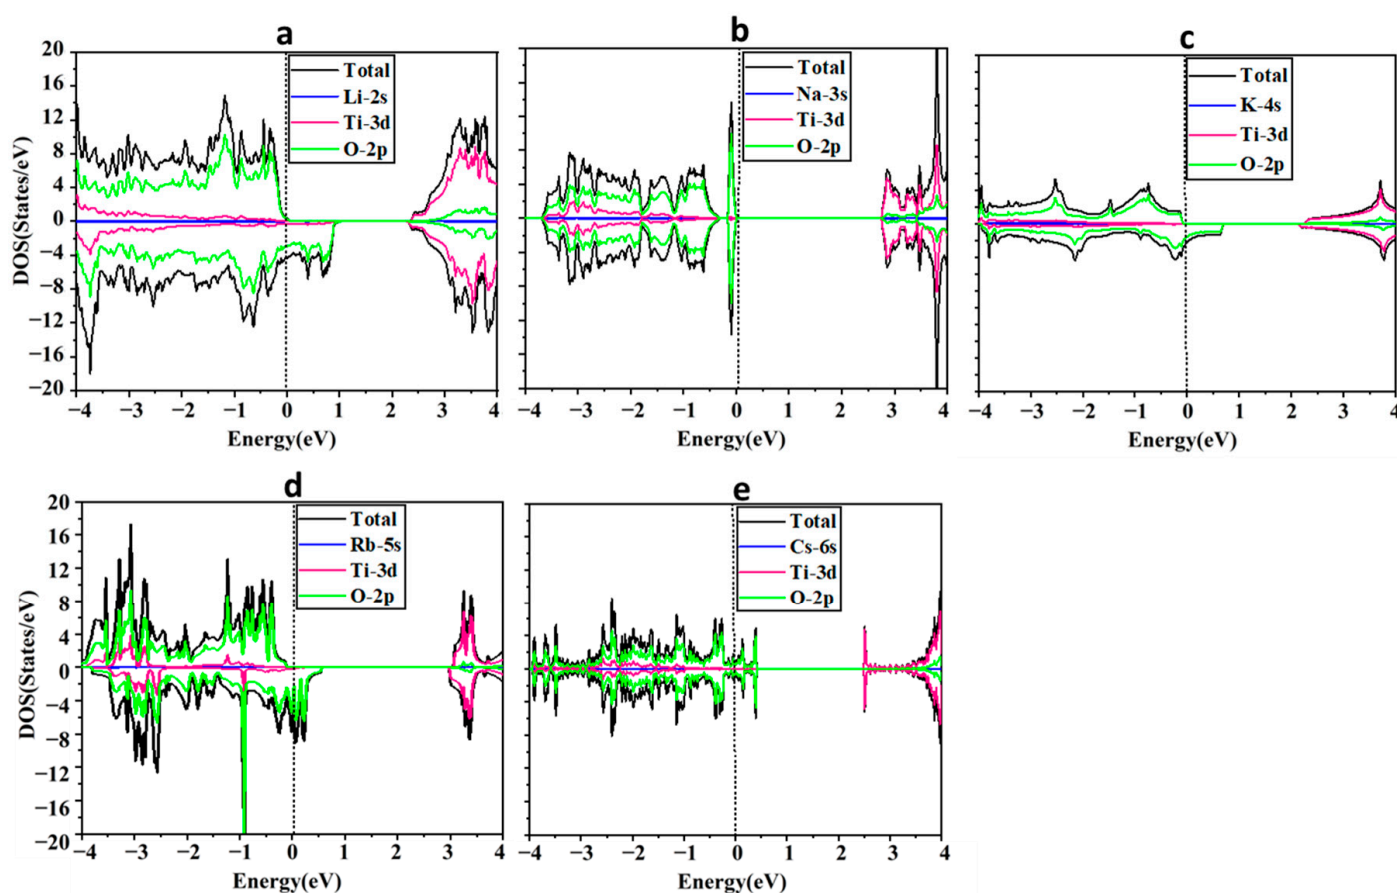 a
Total
Li-2s
Ti-3d
O-2p
DOS(States/eV)
20
16
12
8
4
0
−4
−8
−12
−16
−20
−4 −3 −2 −1 0 1 2 3 4
Energy(eV)
b
Total
Na-3s
Ti-3d
O-2p
−4 −3 −2 −1 0 1 2 3 4
Energy(eV)
c
Total
K-4s
Ti-3d
O-2p
−4 −3 −2 −1 0 1 2 3 4
Energy(eV)
d
Total
Rb-5s
Ti-3d
O-2p
DOS(States/eV)
20
16
12
8
4
0
−4
−8
−12
−16
−20
−4 −3 −2 −1 0 1 2 3 4
Energy(eV)
e
Total
Cs-6s
Ti-3d
O-2p
−4 −3 −2 −1 0 1 2 3 4
Energy(eV)